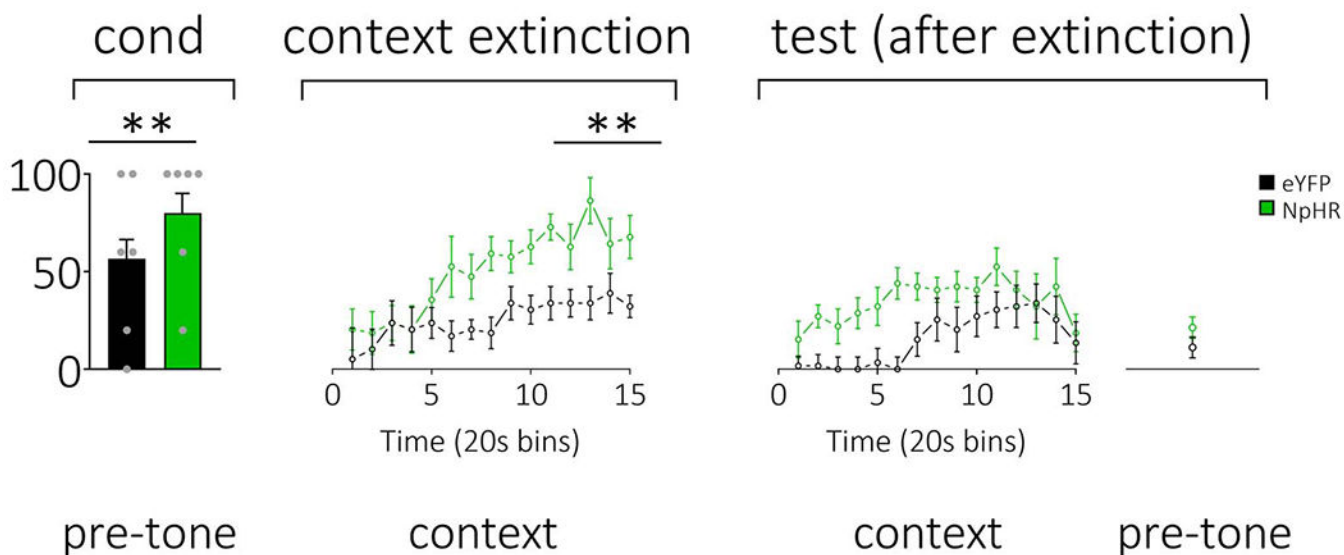 cond
context extinction
test (after extinction)
**
**
100
50
0
eYFP
NpHR
0 5 10 15
0 5 10 15
Time (20s bins)
Time (20s bins)
pre-tone
context
context
pre-tone